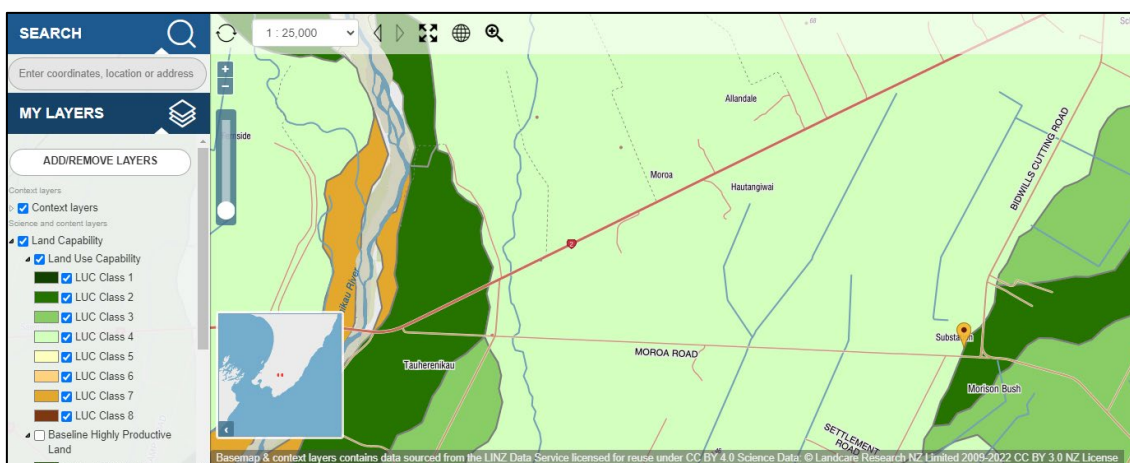 SEARCH
1 : 25,000
Enter coordinates, location or address
MY LAYERS
ADD/REMOVE LAYERS
Context layers
Context layers
Science and content layers
Land Capability
Land Use Capability
LUC Class 1
LUC Class 2
LUC Class 3
LUC Class 4
LUC Class 5
LUC Class 6
LUC Class 7
LUC Class 8
Baseline Highly Productive
Land
60
Allandale
Moroa
Hautangiwai
BIDWILLS CUTTING ROAD
2
River
MOROA ROAD
Tauherenikau
Morison Bush
SETTLEMENT
ROAD
Basemap & context layers contains data sourced from the LINZ Data Service licensed for reuse under CC BY 4.0 Science Data: © Landcare Research NZ Limited 2009-2022 CC BY 3.0 NZ License